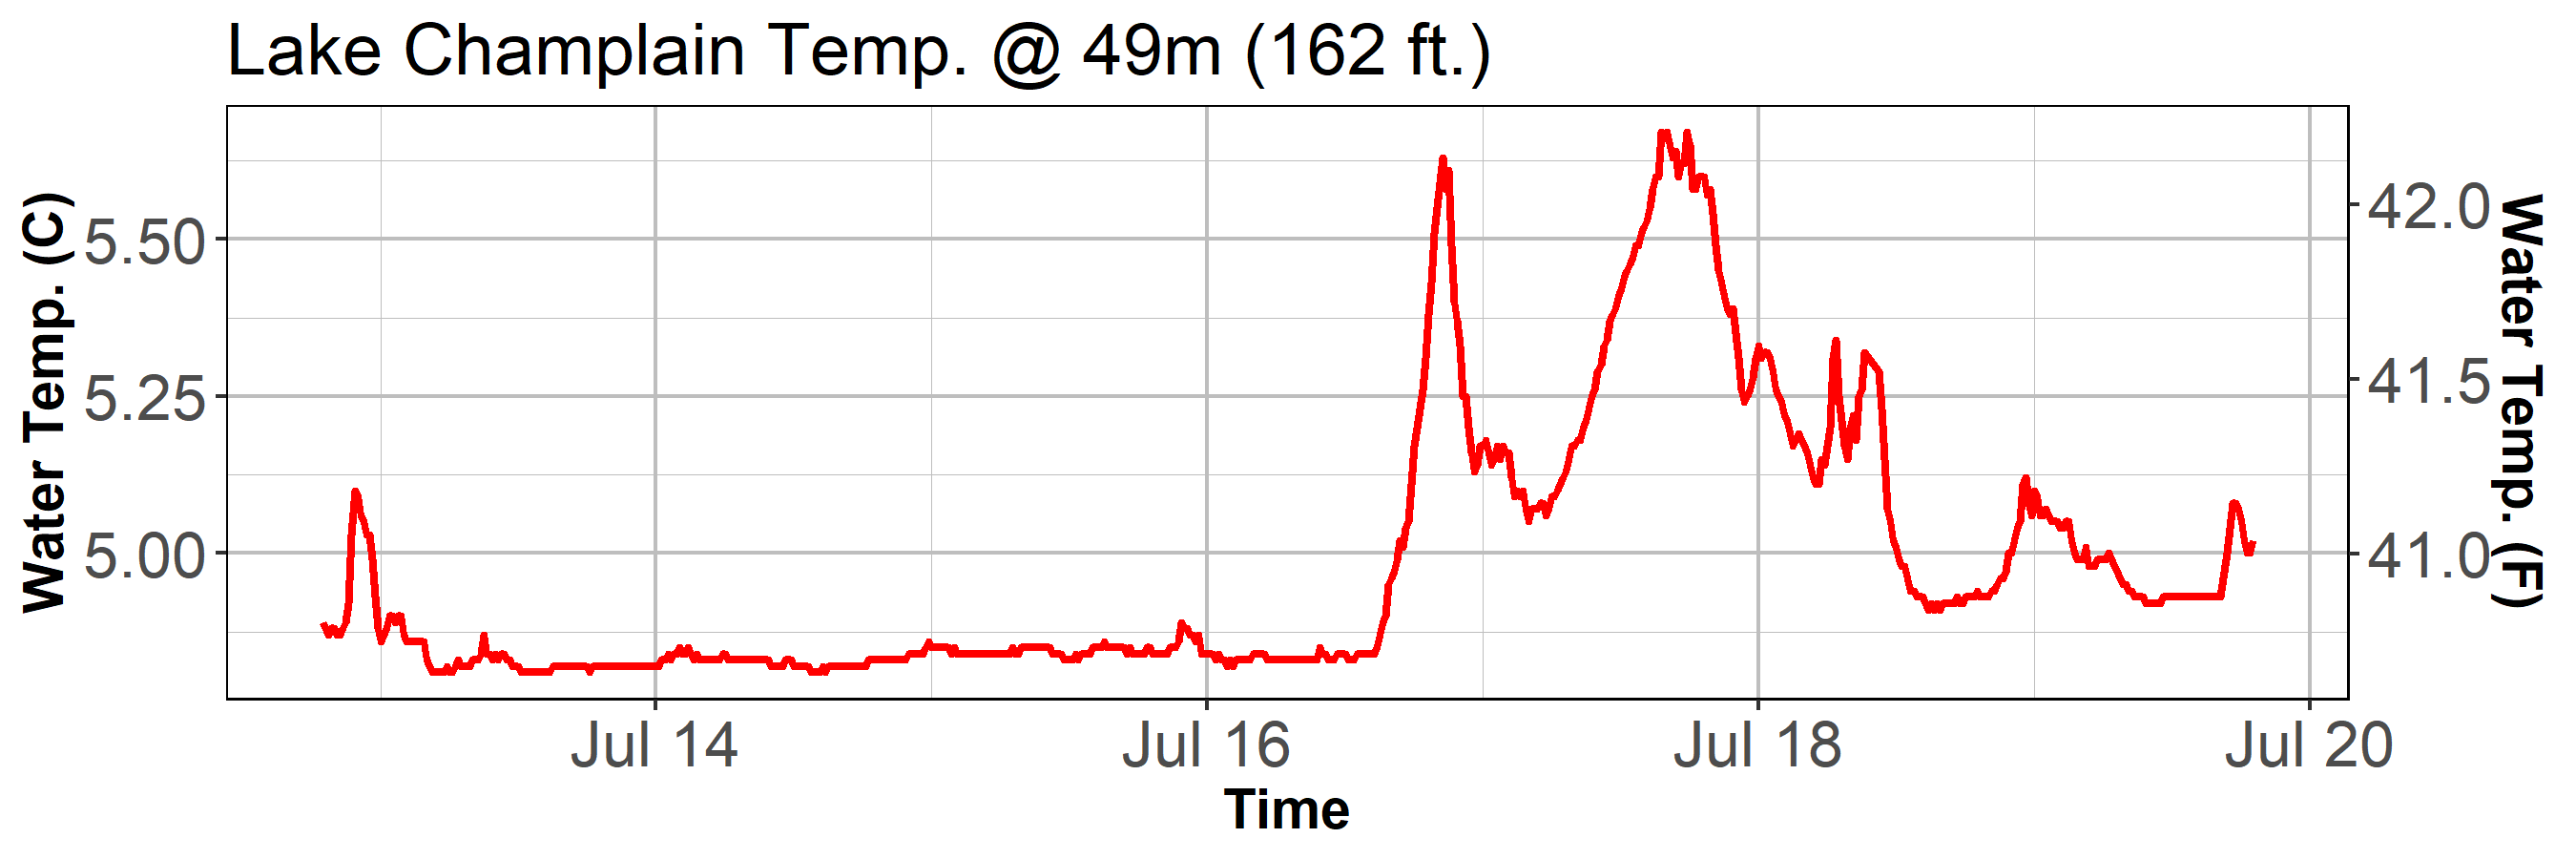 Lake Champlain Temp. @ 49m (162 ft.)
Water Temp. (C)
5.50
5.25
5.00
42.0
41.5
41.0
Water Temp. (F)
Jul 14
Jul 16
Jul 18
Jul 20
Time